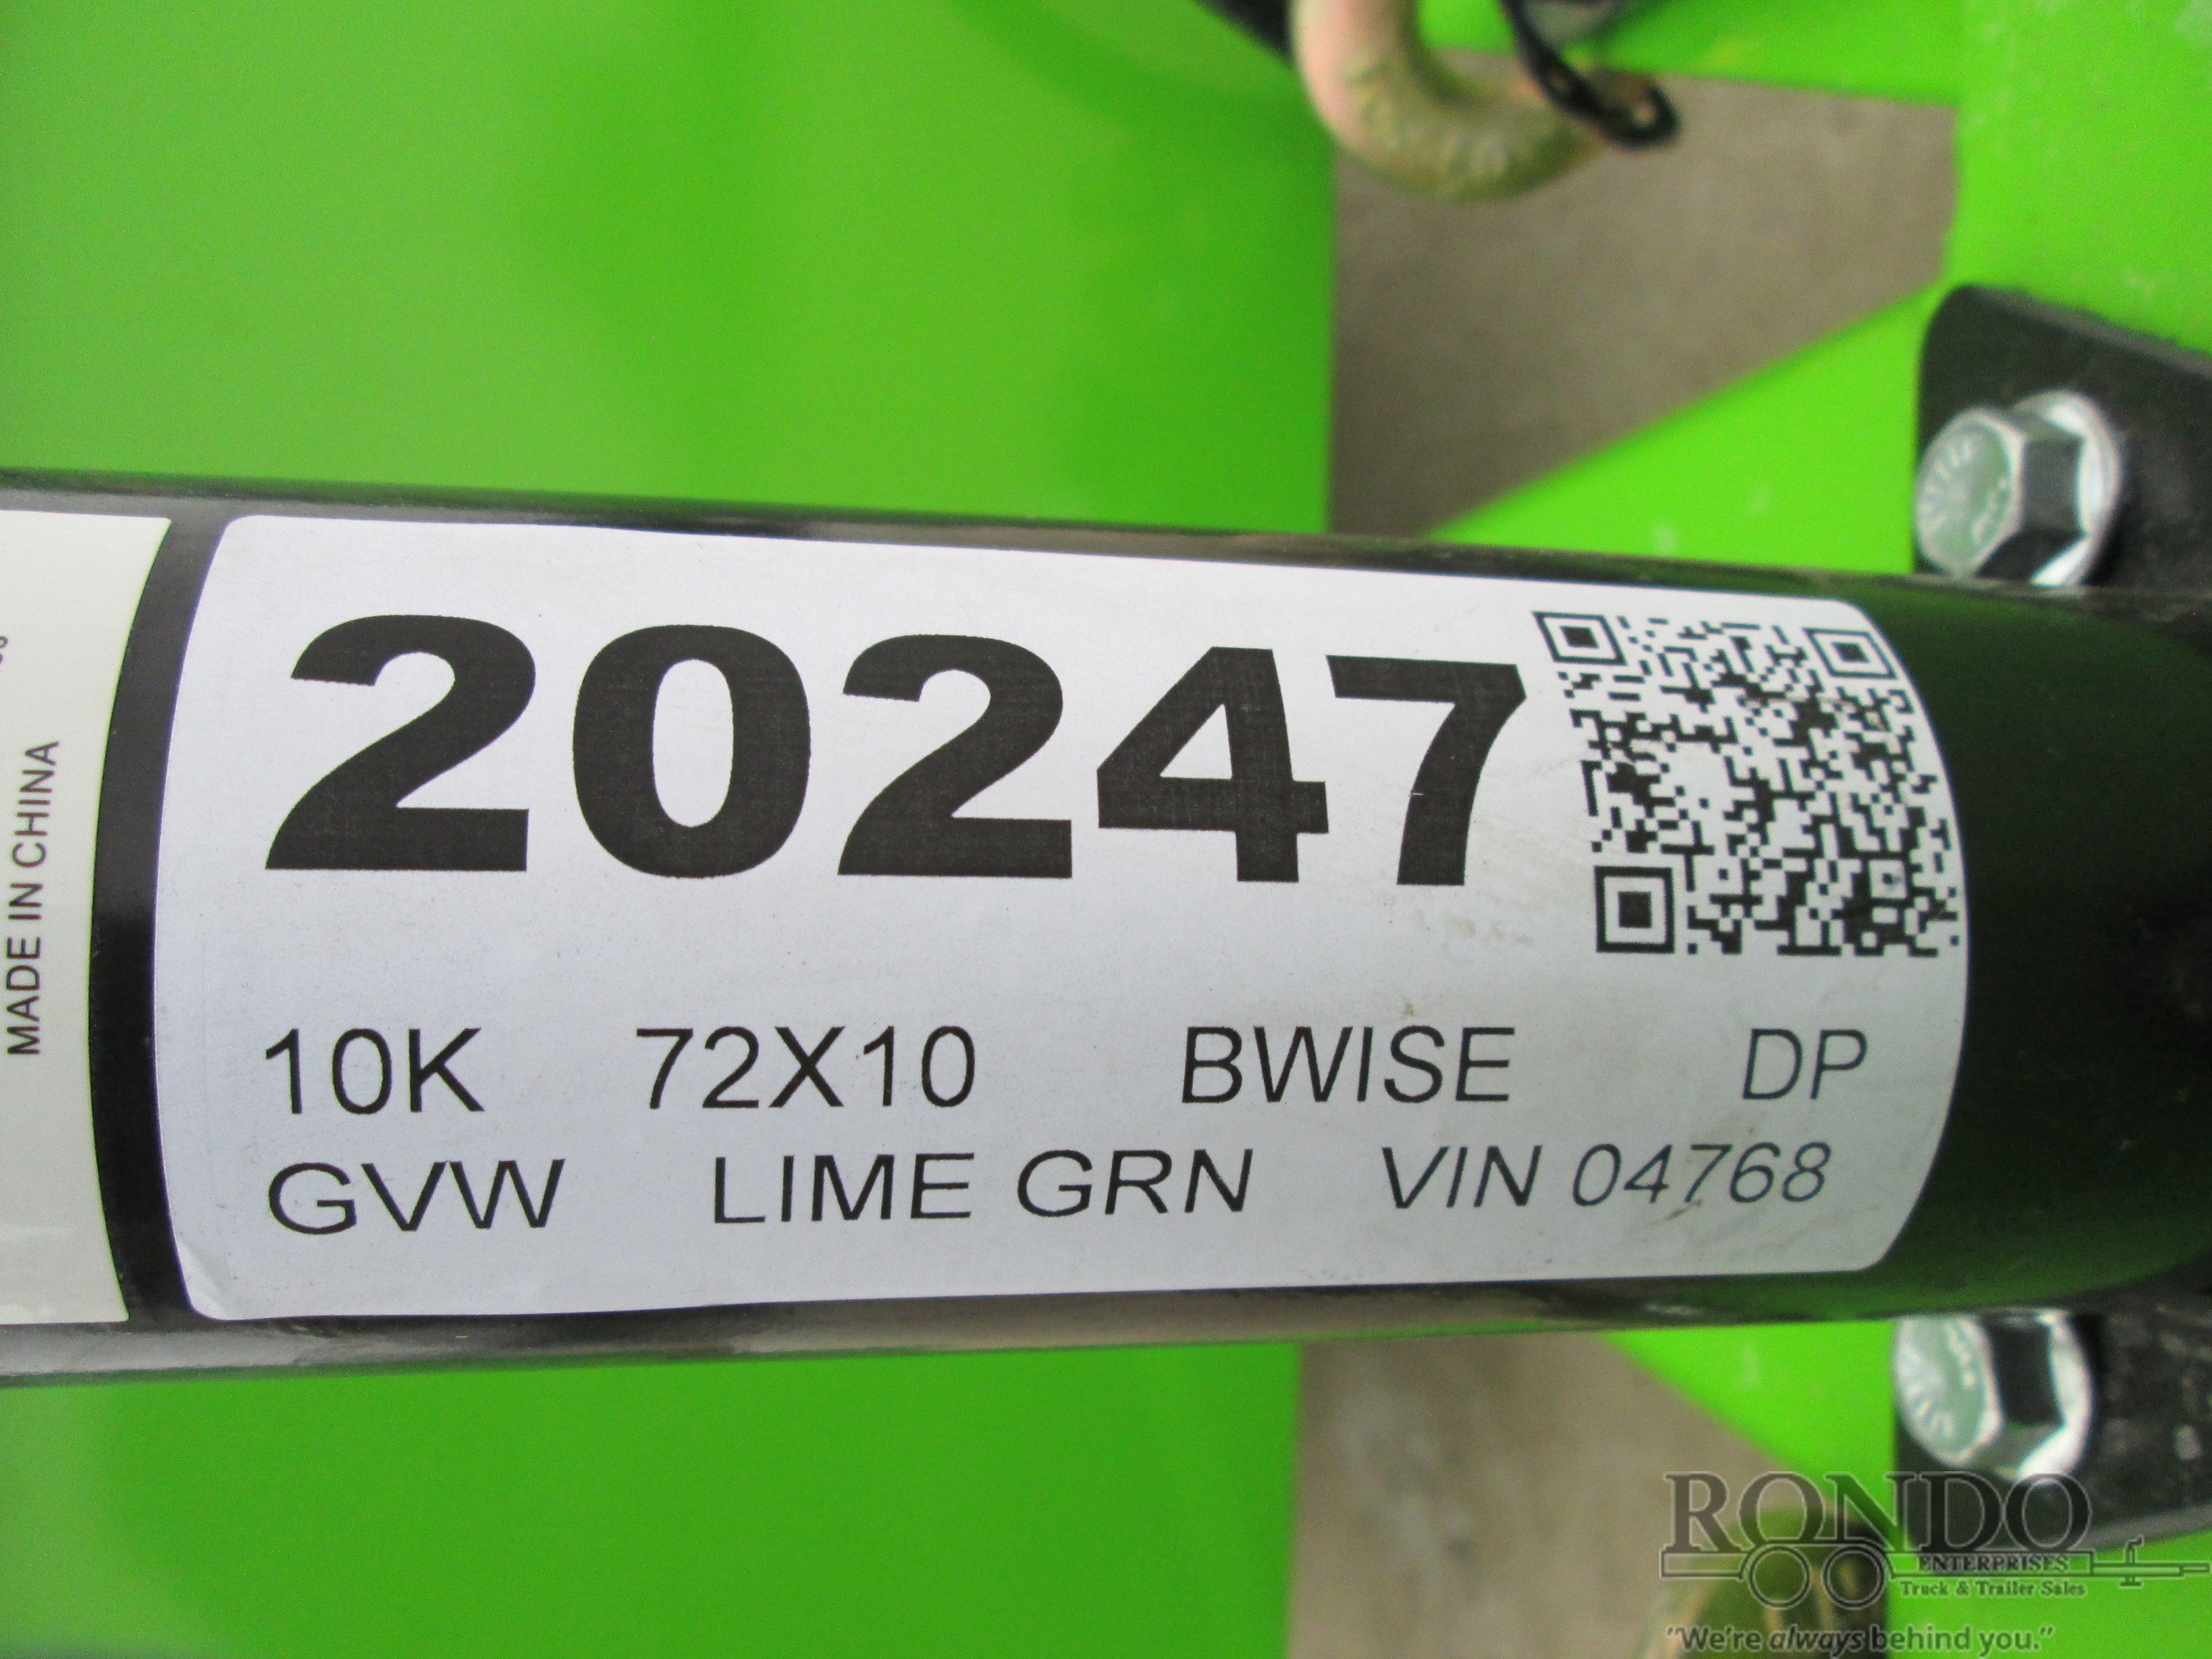 MADE IN CHINA
20247
10K 72X10 BWISE DP
GVW LIME GRN VIN 04768
RONDO
ENTERPRISES
Truck & Trailer Sales
"We're always behind you."